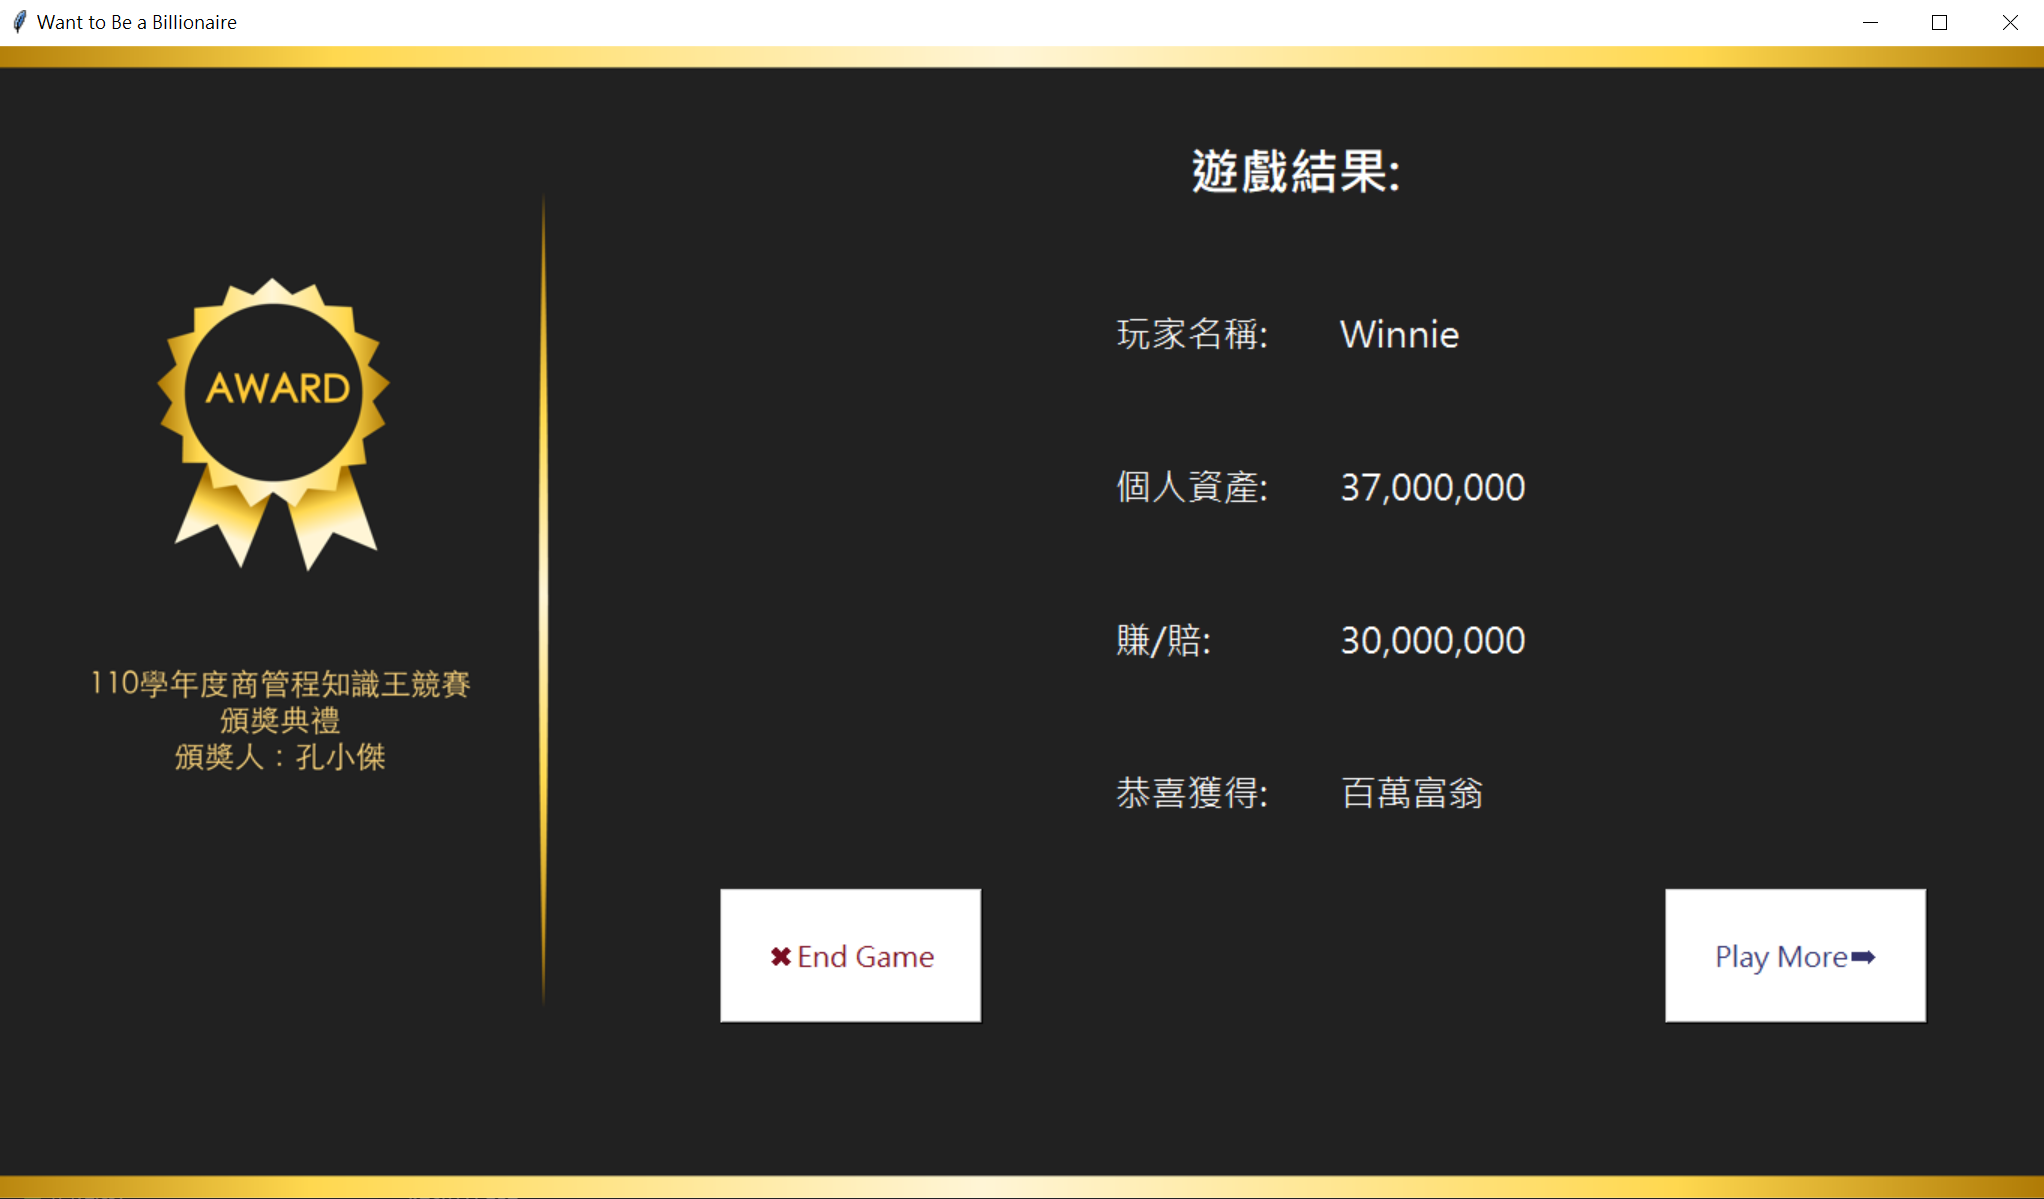 Want to Be a Billionaire
AWARD
110學年度商管程知識王競賽
頒獎典禮
頒獎人：孔小傑
遊戲結果:
玩家名稱: Winnie
個人資產: 37,000,000
賺/賠: 30,000,000
恭喜獲得: 百萬富翁
✖End Game
Play More➡